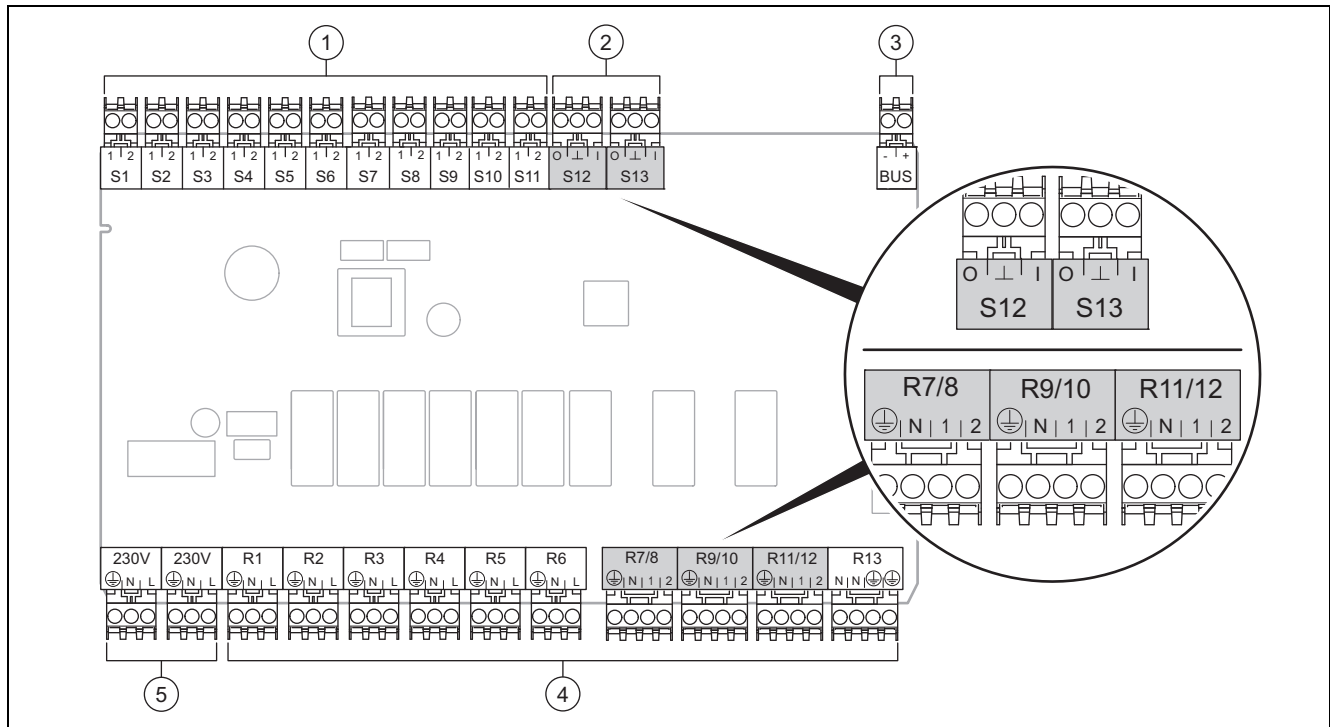 1 2 3
1 2 1 2 1 2 1 2 1 2 1 2 1 2 1 2 1 2 1 2 1 2 O ⊥ I O ⊥ I - +
S1 S2 S3 S4 S5 S6 S7 S8 S9 S10 S11 S12 S13 BUS
O ⊥ I O ⊥ I
S12 S13
R7/8 R9/10 R11/12
⏚ | N | 1 | 2 ⏚ | N | 1 | 2 ⏚ | N | 1 | 2
230V 230V R1 R2 R3 R4 R5 R6 R7/8 R9/10 R11/12 R13
⏚ N L ⏚ N L ⏚ N L ⏚ N L ⏚ N L ⏚ N L ⏚ N L ⏚ N L ⏚ | N | 1 | 2 ⏚ | N | 1 | 2 ⏚ | N | 1 | 2 N N ⏚ ⏚
5 4